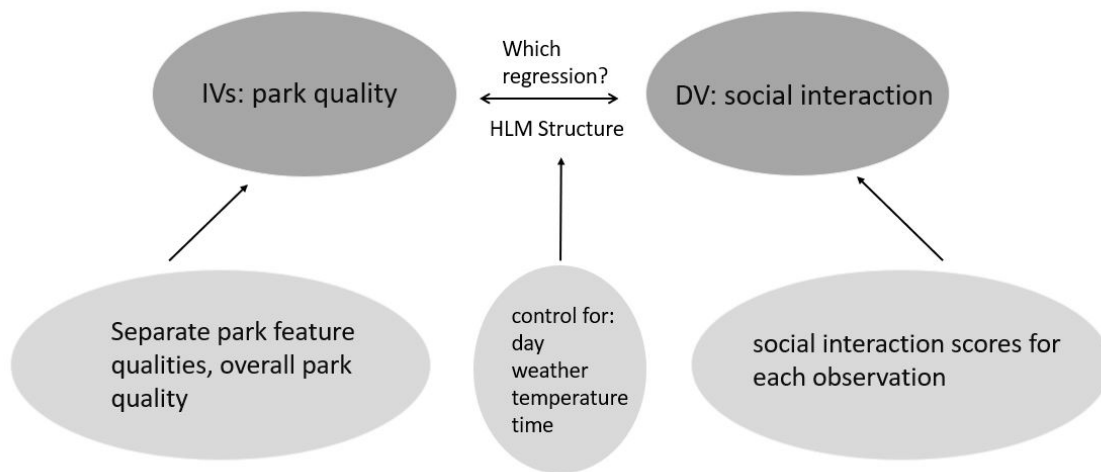 Which
regression?
IVs: park quality
DV: social interaction
HLM Structure
Separate park feature
qualities, overall park
quality
control for:
day
weather
temperature
time
social interaction scores for
each observation